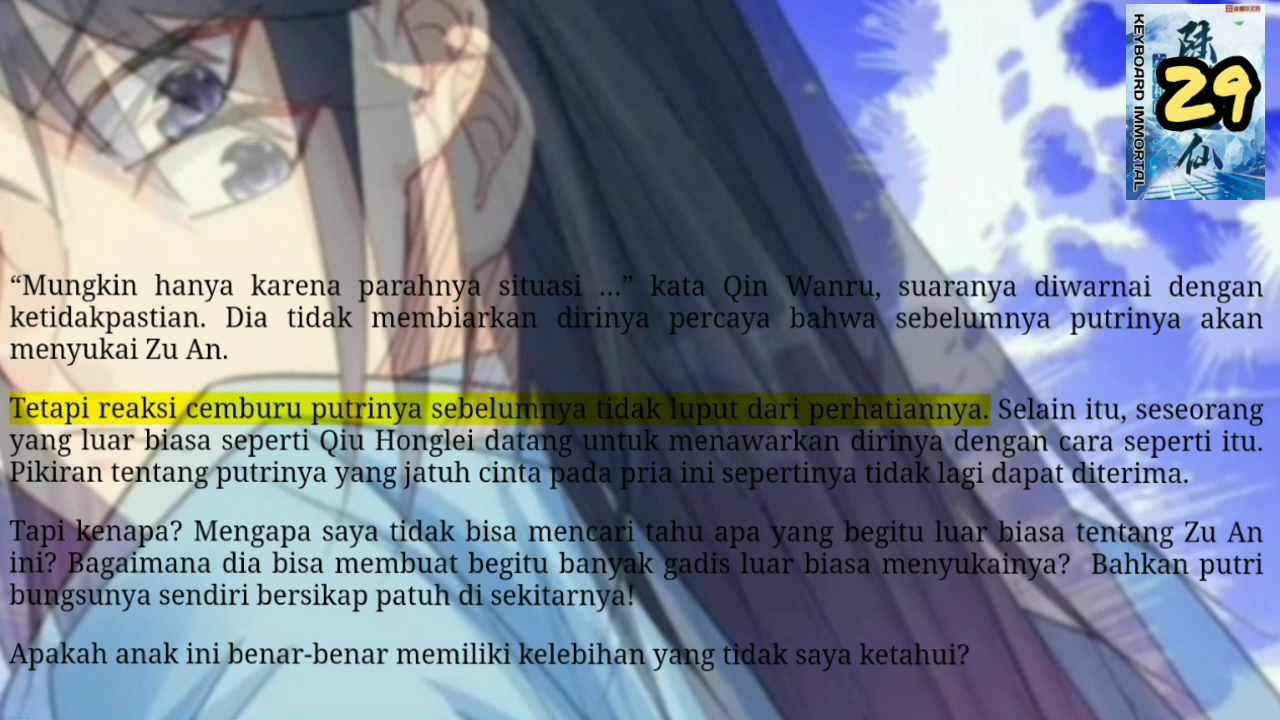 KEYBOARD IMMORTAL
29
仙
“Mungkin hanya karena parahnya situasi ...” kata Qin Wanru, suaranya diwarnai dengan
ketidakpastian. Dia tidak membiarkan dirinya percaya bahwa sebelumnya putrinya akan
menyukai Zu An.
Tetapi reaksi cemburu putrinya sebelumnya tidak luput dari perhatiannya. Selain itu, seseorang
yang luar biasa seperti Qiu Honglei datang untuk menawarkan dirinya dengan cara seperti itu.
Pikiran tentang putrinya yang jatuh cinta pada pria ini sepertinya tidak lagi dapat diterima.
Tapi kenapa? Mengapa saya tidak bisa mencari tahu apa yang begitu luar biasa tentang Zu An
ini? Bagaimana dia bisa membuat begitu banyak gadis luar biasa menyukainya? Bahkan putri
bungsunya sendiri bersikap patuh di sekitarnya!
Apakah anak ini benar-benar memiliki kelebihan yang tidak saya ketahui?